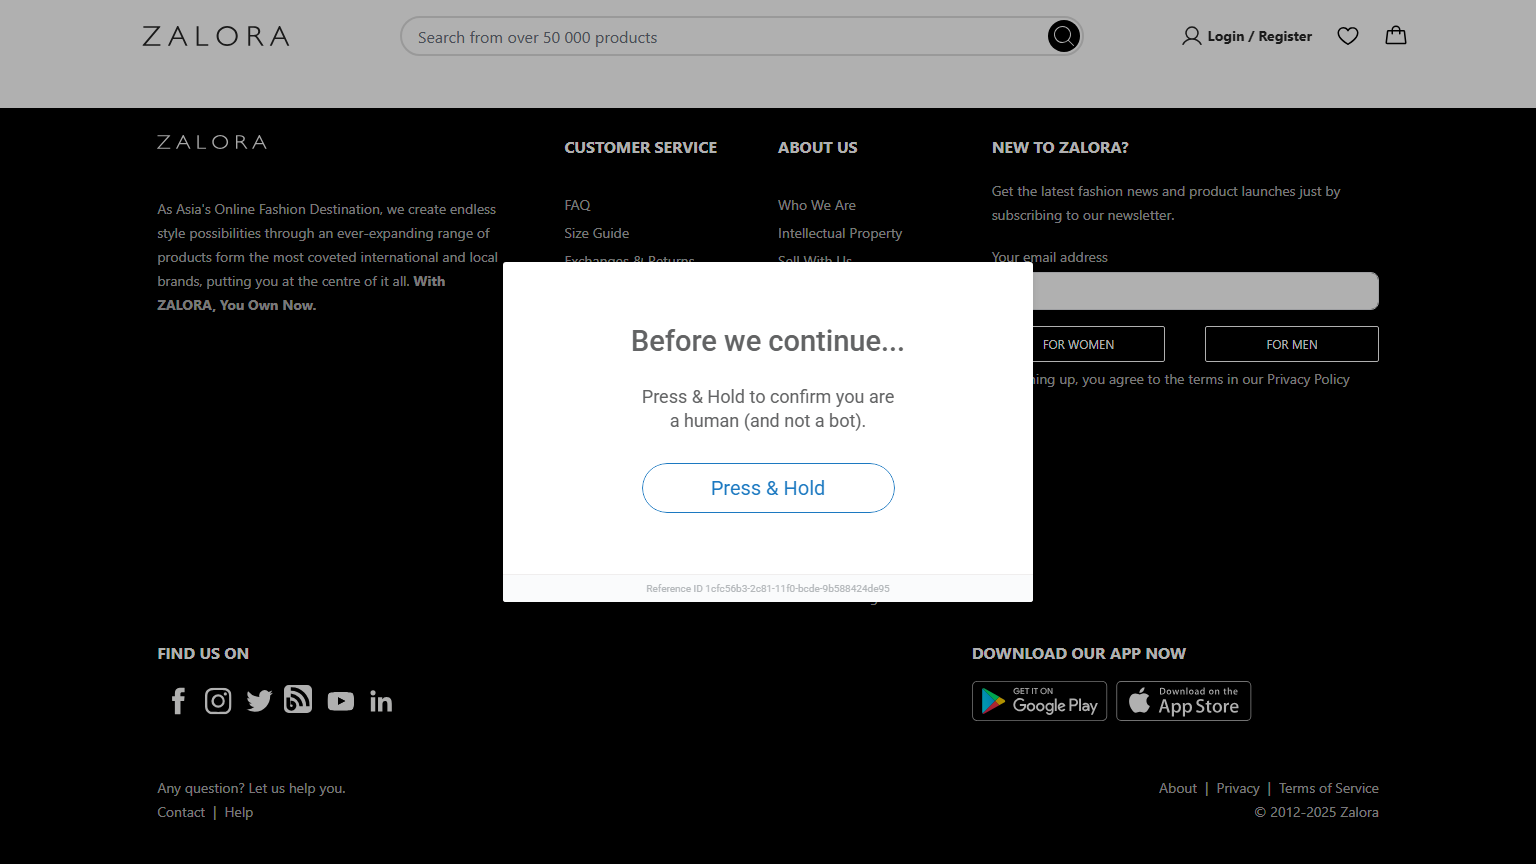 ZALORA
Search from over 50 000 products
Login / Register
ZALORA
As Asia's Online Fashion Destination, we create endless
style possibilities through an ever-expanding range of
products form the most coveted international and local
brands, putting you at the centre of it all. With
ZALORA, You Own Now.
CUSTOMER SERVICE
FAQ
Size Guide
Exchanges & Returns
ABOUT US
Who We Are
Intellectual Property
Sell With Us
NEW TO ZALORA?
Get the latest fashion news and product launches just by
subscribing to our newsletter.
Your email address
FOR WOMEN
FOR MEN
up, you agree to the terms in our Privacy Policy
Before we continue...
Press & Hold to confirm you are
a human (and not a bot).
Press & Hold
Reference ID 1cfc56b3-2c81-11f0-bcde-9b588424de95
FIND US ON
DOWNLOAD OUR APP NOW
GET IT ON
Google Play
Download on the
App Store
Any question? Let us help you.
Contact | Help
About | Privacy | Terms of Service
© 2012-2025 Zalora